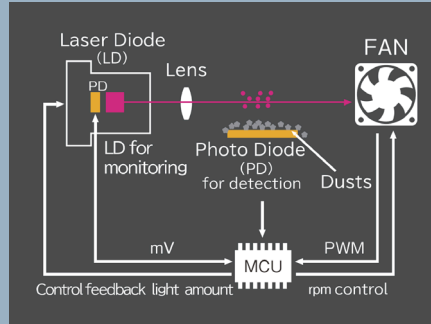 Laser Diode
(LD)
FAN
Lens
PD
LD for
monitoring
Photo Diode
(PD)
for detection
Dusts
mV
MCU
PWM
Control feedback light amount
rpm control